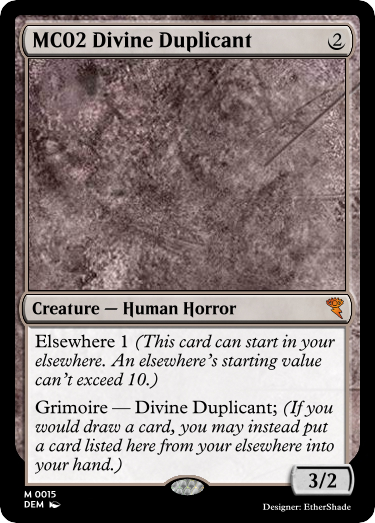 MC02 Divine Duplicant 2
Creature — Human Horror
Elsewhere 1 (This card can start in your
elsewhere. An elsewhere's starting value
can't exceed 10.)
Grimoire — Divine Duplicant; (If you
would draw a card, you may instead put
a card listed here from your elsewhere into
your hand.)
3/2
M 0015
DEM
Designer: EtherShade